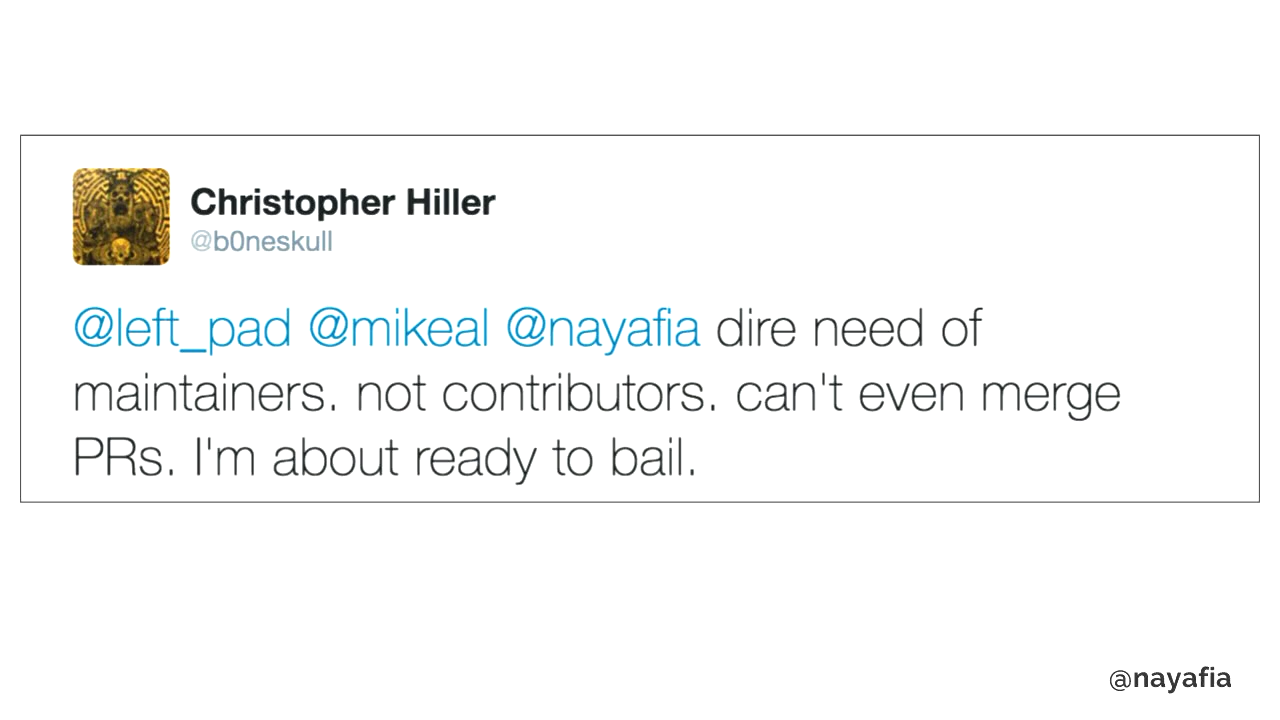 Christopher Hiller
@b0neskull
@left_pad @mikeal @nayafia dire need of
maintainers. not contributors. can't even merge
PRs. I'm about ready to bail.
@nayafia